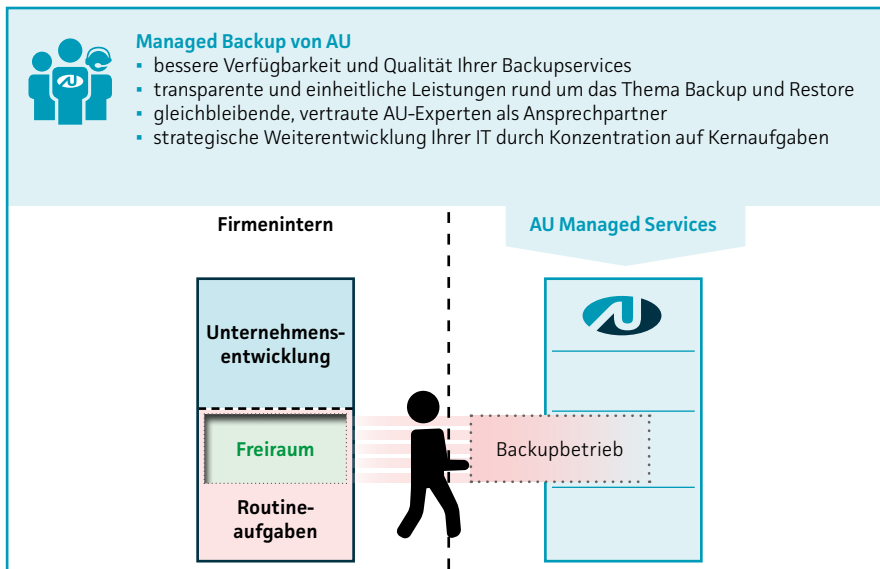 Managed Backup von AU
▪ bessere Verfügbarkeit und Qualität Ihrer Backupservices
▪ transparente und einheitliche Leistungen rund um das Thema Backup und Restore
▪ gleichbleibende, vertraute AU-Experten als Ansprechpartner
▪ strategische Weiterentwicklung Ihrer IT durch Konzentration auf Kernaufgaben
Firmenintern
AU Managed Services
Unternehmens-
entwicklung
AU
Freiraum
Backupbetrieb
Routine-
aufgaben